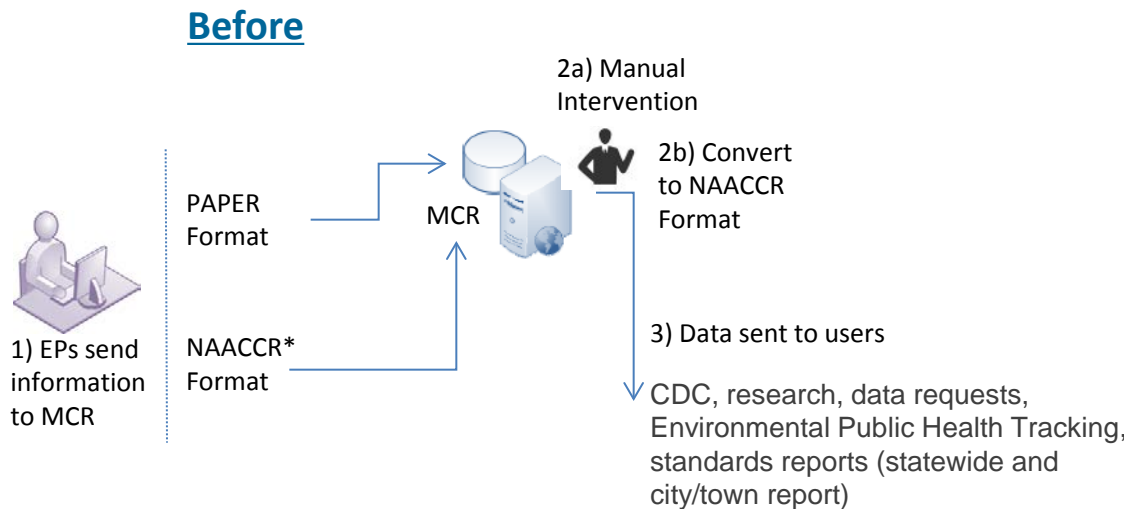 Before
2a) Manual
Intervention
2b) Convert
to NAACCR
Format
PAPER
Format
MCR
1) EPs send
information
to MCR
NAACCR*
Format
3) Data sent to users
CDC, research, data requests,
Environmental Public Health Tracking,
standards reports (statewide and
city/town report)